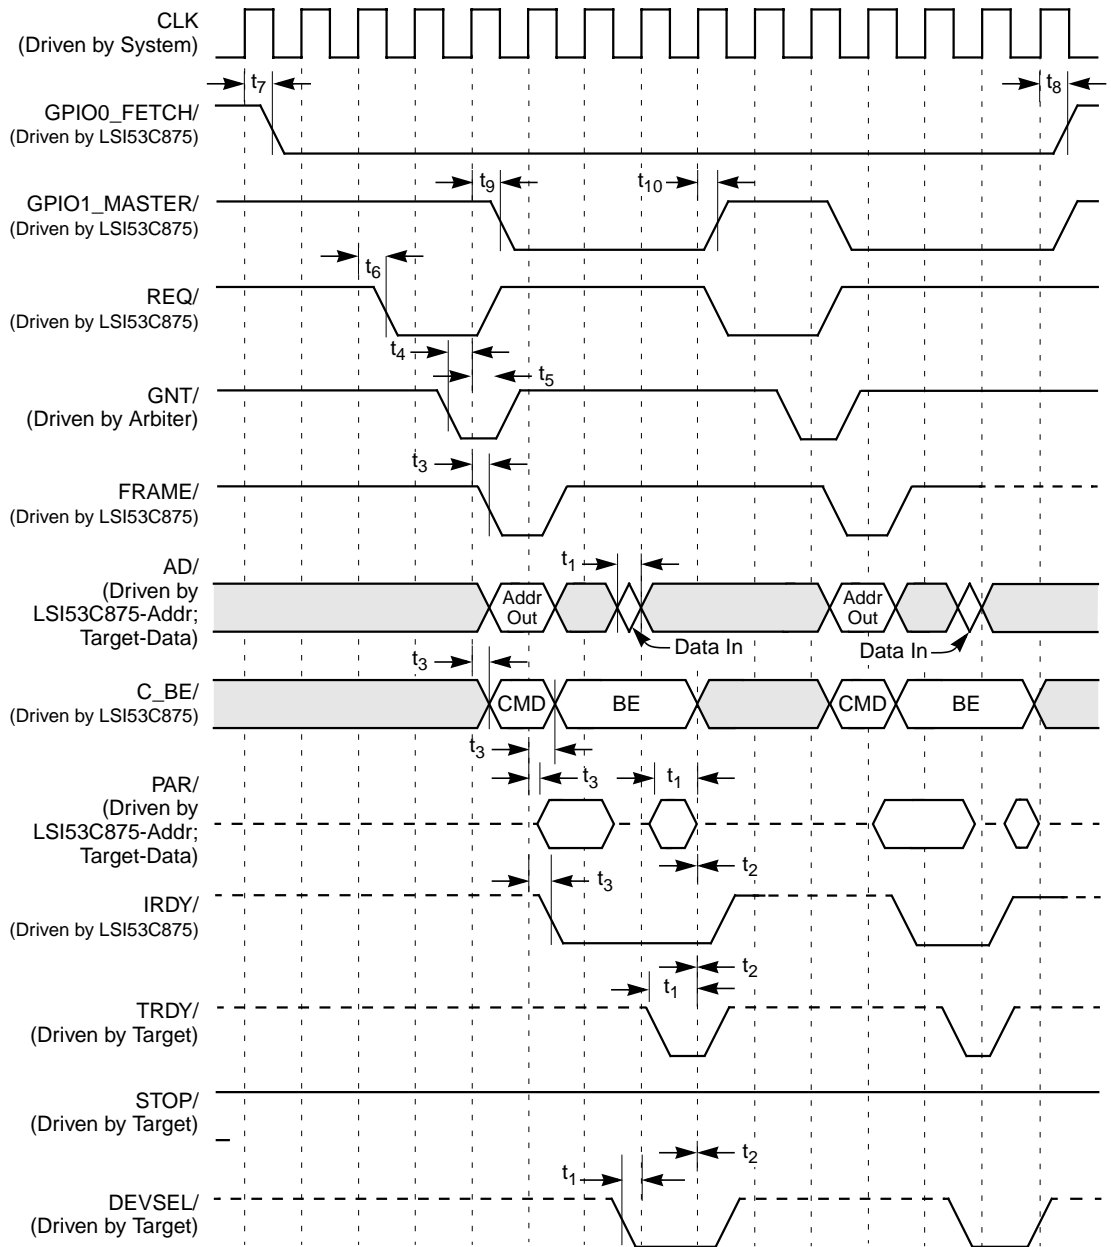 CLK
(Driven by System)
t7
t8
GPIO0_FETCH/
(Driven by LSI53C875)
t9
t10
GPIO1_MASTER/
(Driven by LSI53C875)
t6
REQ/
(Driven by LSI53C875)
t4
t5
GNT/
(Driven by Arbiter)
t3
FRAME/
(Driven by LSI53C875)
t1
AD/
(Driven by
LSI53C875-Addr;
Target-Data)
Addr
Out
Addr
Out
Data In
Data In
t3
C_BE/
(Driven by LSI53C875)
CMD
BE
CMD
BE
t3
t3
t1
PAR/
(Driven by
LSI53C875-Addr;
Target-Data)
t2
t3
IRDY/
(Driven by LSI53C875)
t2
t1
TRDY/
(Driven by Target)
STOP/
(Driven by Target)
t2
t1
DEVSEL/
(Driven by Target)